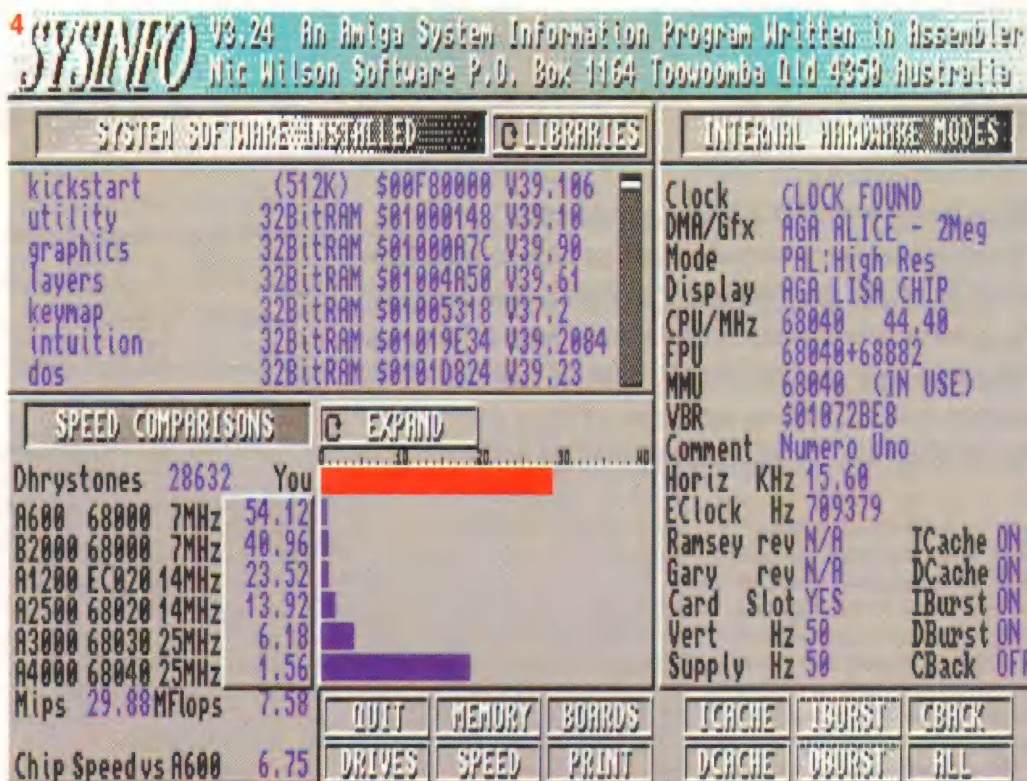 4
SYSINFO V3.24 An Amiga System Information Program Written in Assembler
Nic Wilson Software P.O. Box 1164 Toowoomba Qld 4350 Australia
SYSTEM SOFTWARE INSTALLED LIBRARIES
kickstart (512K) $00F80000 V39.106
utility 32BitRAM $01000148 V39.10
graphics 32BitRAM $01000A7C V39.90
layers 32BitRAM $01004A50 V39.61
keymap 32BitRAM $01005318 V37.2
intuition 32BitRAM $01019E34 V39.2084
dos 32BitRAM $0101D824 V39.23
INTERNAL HARDWARE MODES
Clock CLOCK FOUND
DMA/Gfx AGA ALICE - 2Meg
Mode PAL:High Res
Display AGA LISA CHIP
CPU/MHz 68040 44.40
FPU 68040+68882
MMU 68040 (IN USE)
VBR $01072BE8
Comment Numero Uno
Horiz KHz 15.60
EClock Hz 709379
Ramsey rev N/A ICache ON
Gary rev N/A DCache ON
Card Slot YES IBurst ON
Vert Hz 50 DBurst ON
Supply Hz 50 CBack OFF
SPEED COMPARISONS EXPAND
10 20 30 40
Dhrystones 28632 You
A600 68000 7MHz 54.12
B2000 68000 7MHz 40.96
A1200 EC020 14MHz 23.52
A2500 68020 14MHz 13.92
A3000 68030 25MHz 6.18
A4000 68040 25MHz 1.56
Mips 29.88 MFlops 7.58
Chip Speed vs A600 6.75
QUIT MEMORY BOARDS
DRIVES SPEED PRINT
ICACHE IBURST CBACK
DCACHE DBURST ALL